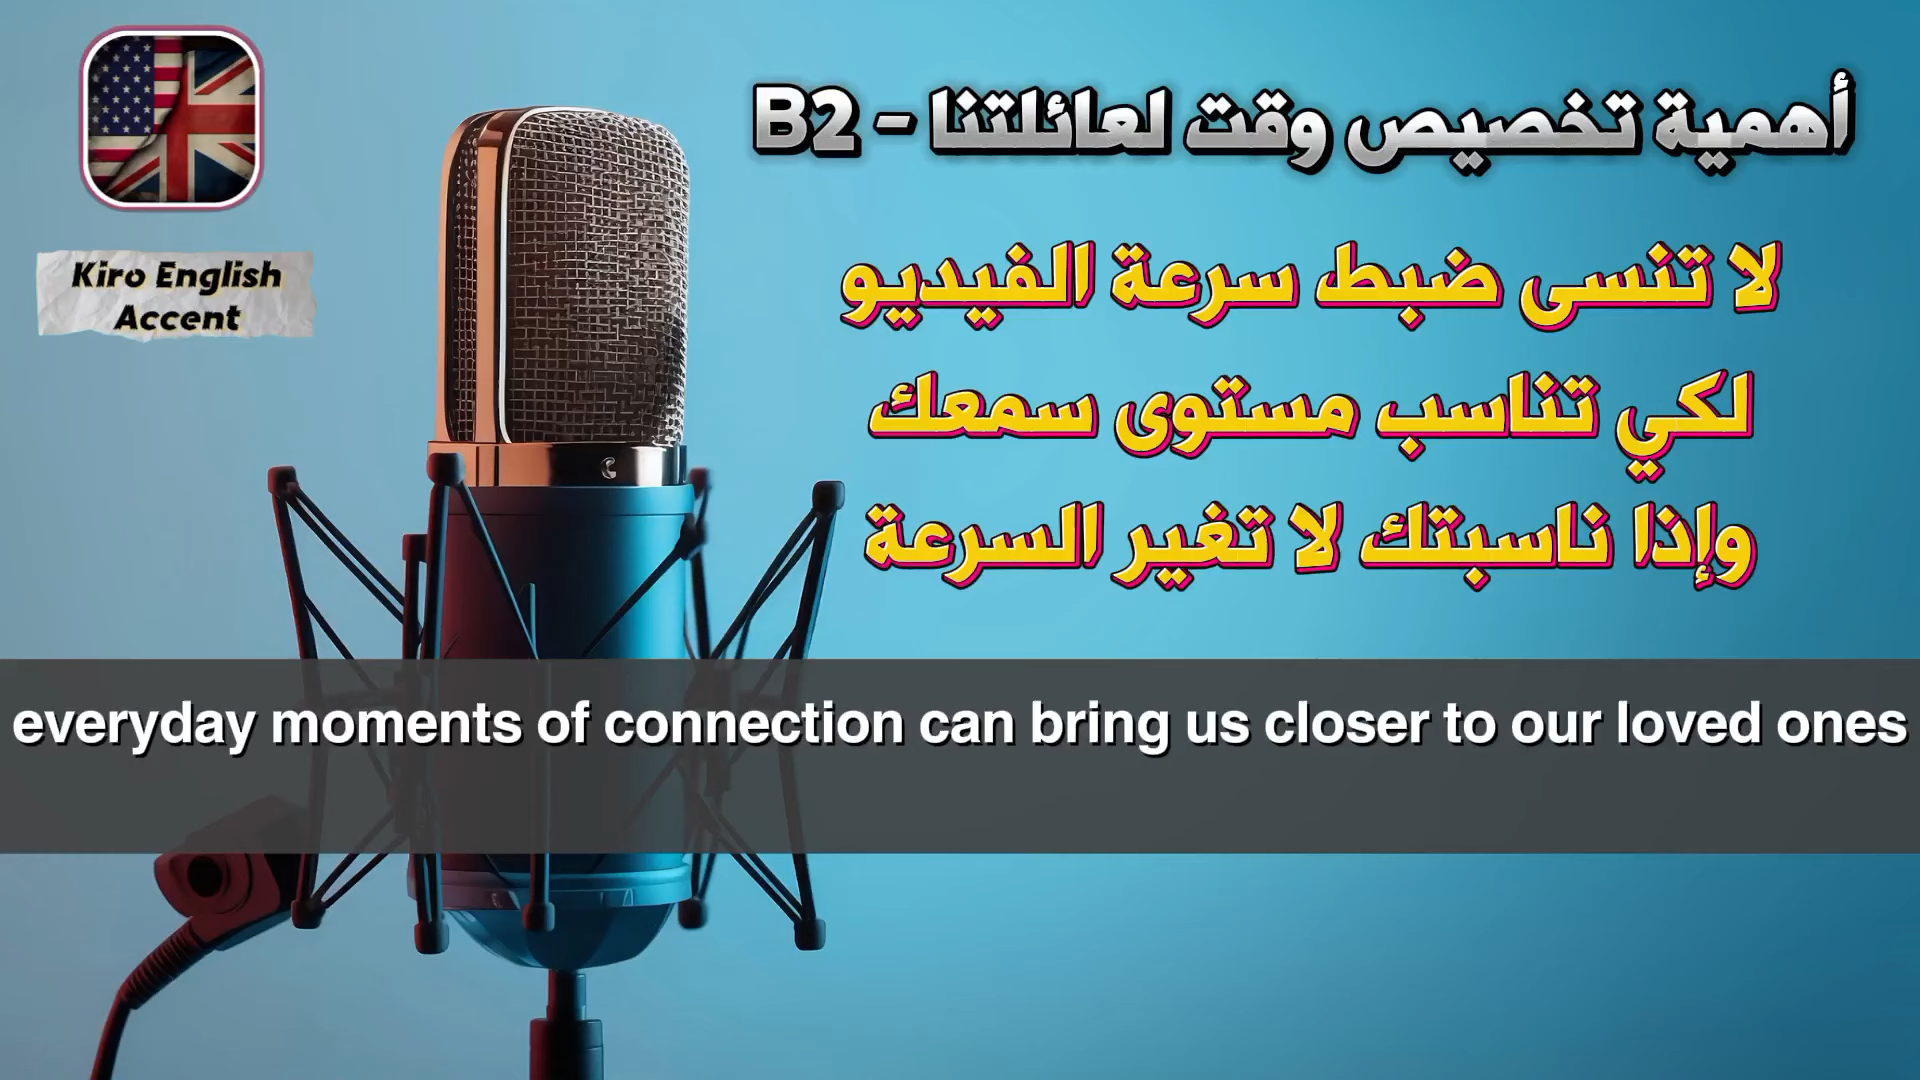 أهمية تخصيص وقت لعائلتنا - B2
Kiro English
Accent
لا تنسى ضبط سرعة الفيديو
لكي تناسب مستوى سمعك
وإذا ناسبتك لا تغير السرعة
everyday moments of connection can bring us closer to our loved ones